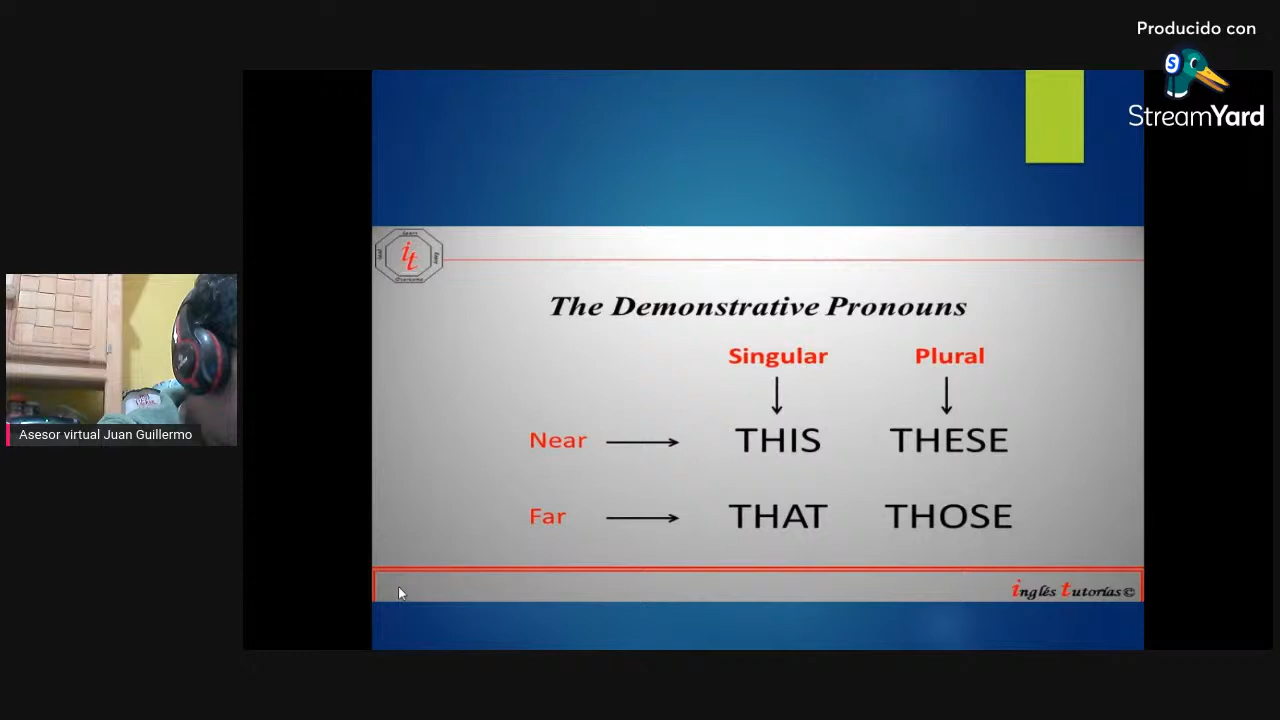 Producido con
StreamYard
it
The Demonstrative Pronouns
Singular Plural
Near THIS THESE
Far THAT THOSE
inglés tutorías©
Asesor virtual Juan Guillermo